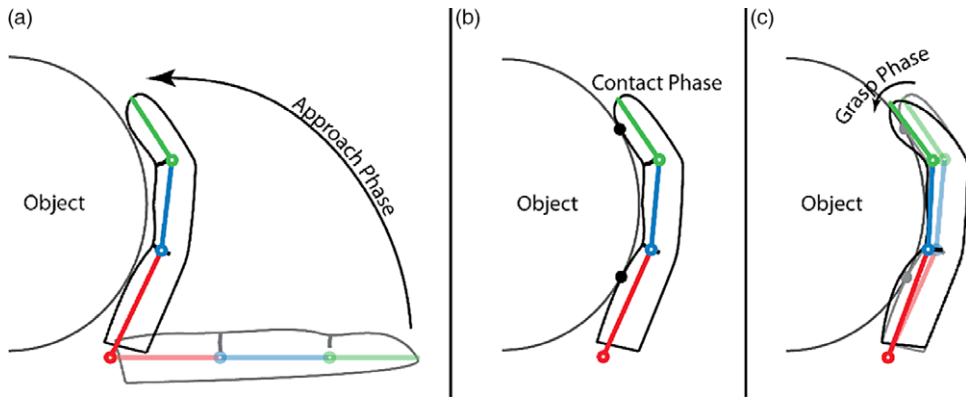 (a)
Approach Phase
Object
(b)
Contact Phase
Object
(c)
Grasp Phase
Object